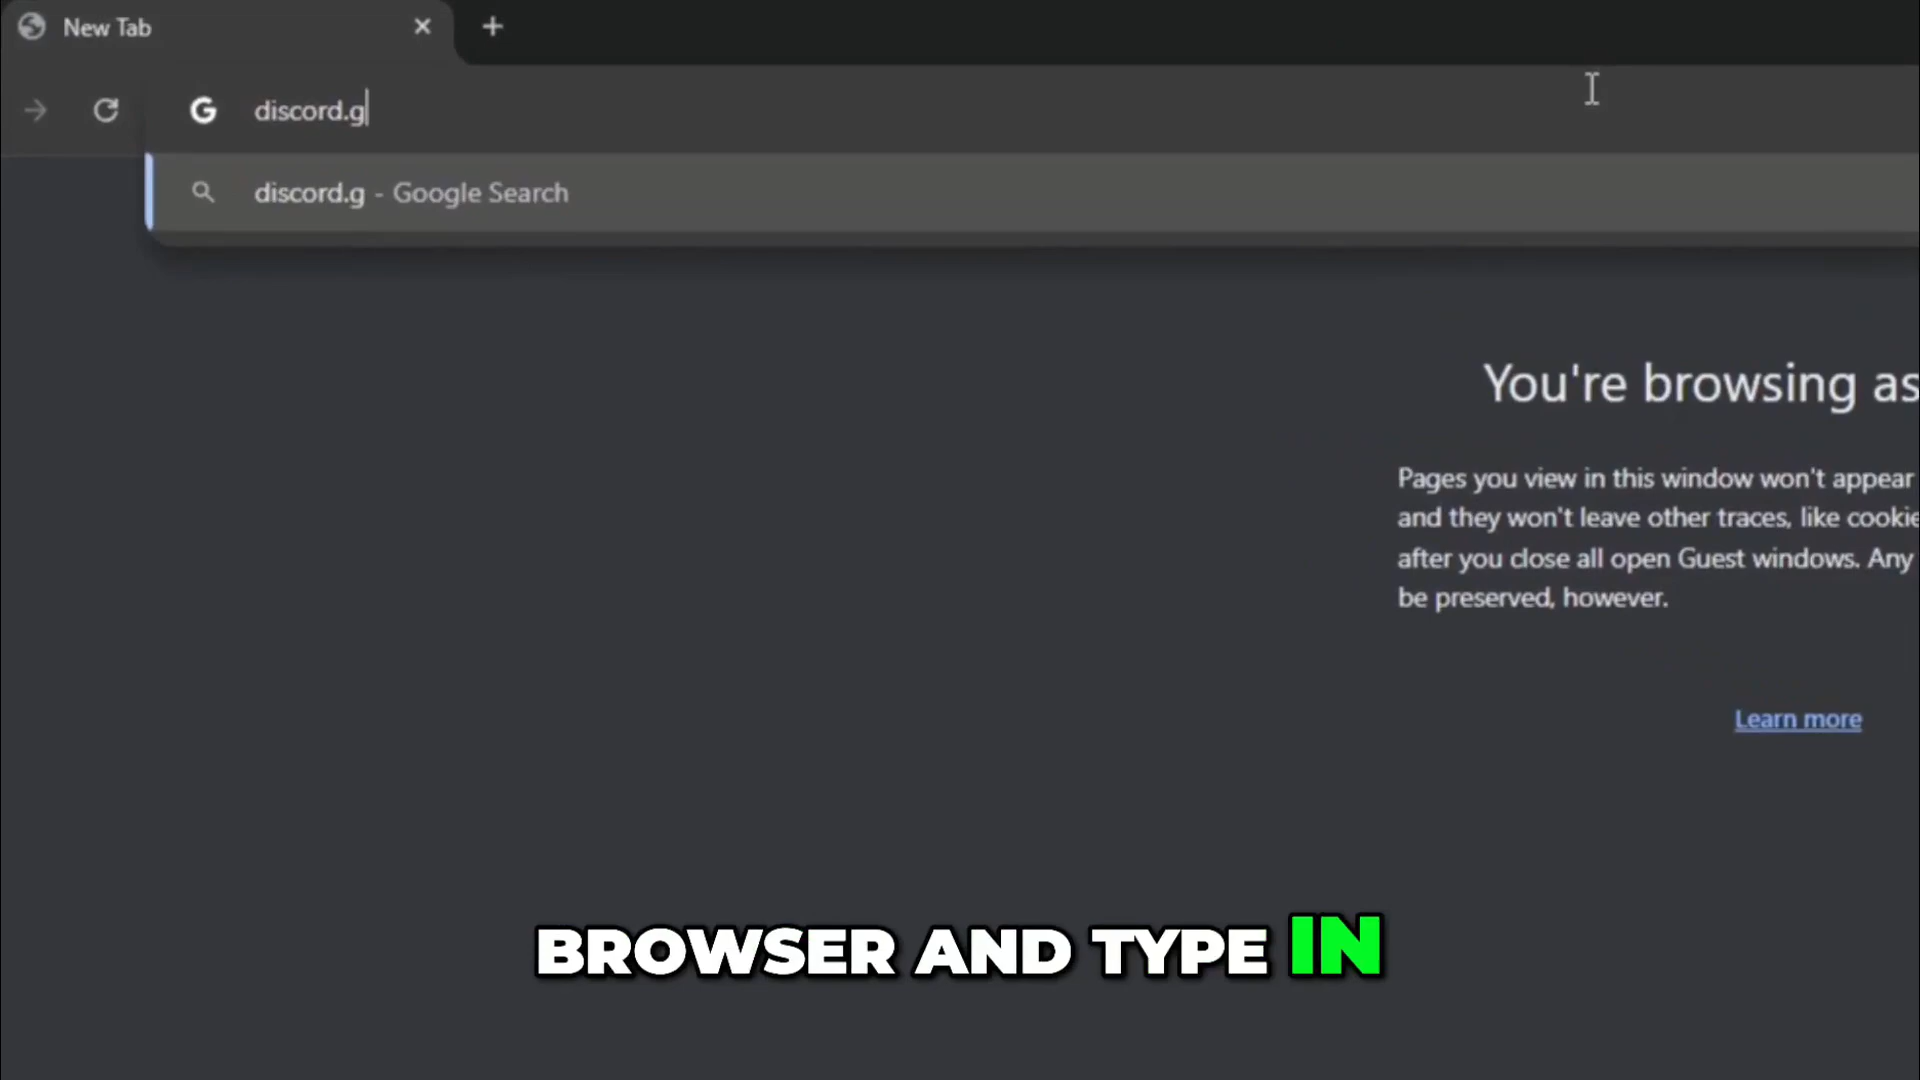 New Tab
discord.g
discord.g - Google Search
You're browsing as
Pages you view in this window won't appear
and they won't leave other traces, like cookie
after you close all open Guest windows. Any
be preserved, however.
Learn more
BROWSER AND TYPE IN